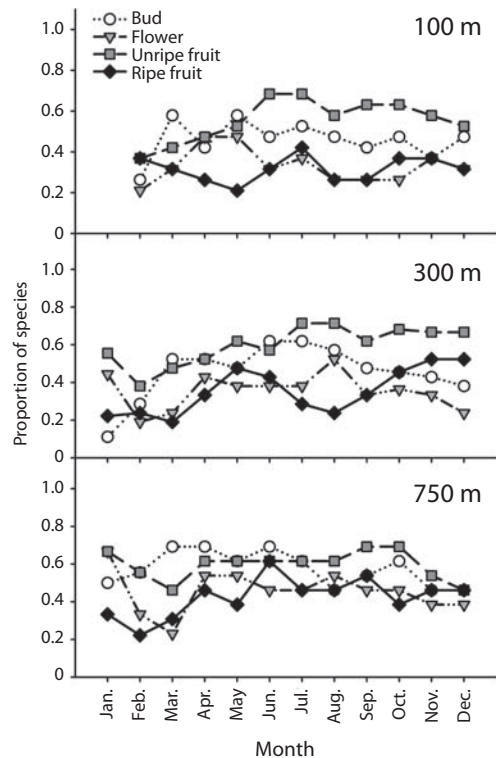 Bud
Flower
Unripe fruit
Ripe fruit
100 m
1.0
0.8
0.6
0.4
0.2
0
300 m
1.0
0.8
0.6
0.4
0.2
0
750 m
1.0
0.8
0.6
0.4
0.2
0
Proportion of species
Jan.
Feb.
Mar.
Apr.
May
Jun.
Jul.
Aug.
Sep.
Oct.
Nov.
Dec.
Month